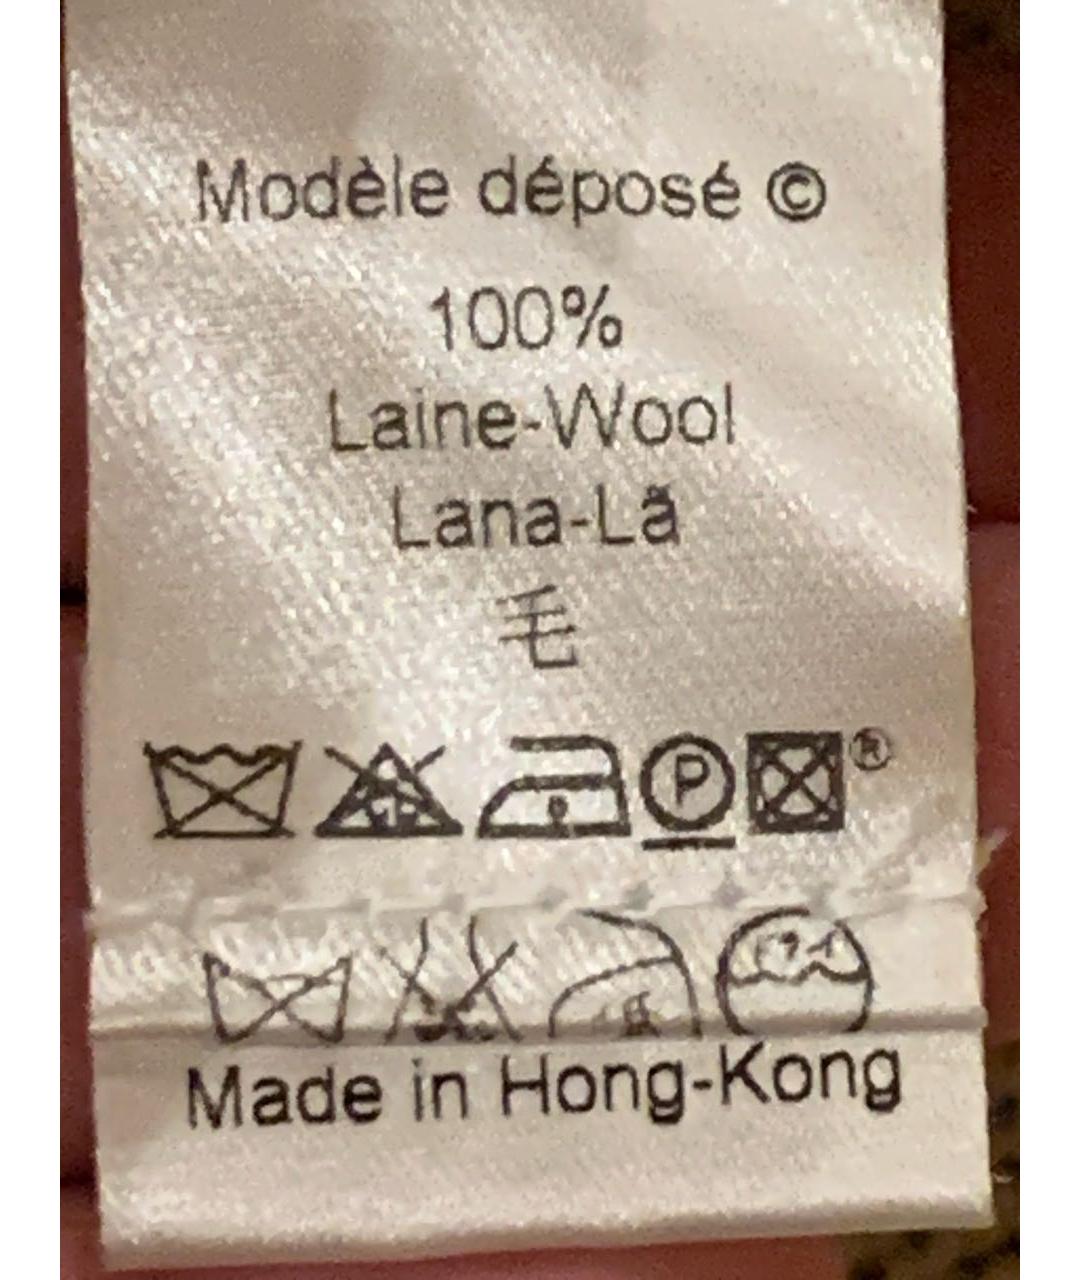 Modèle déposé ©
100%
Laine-Wool
Lana-Lã
毛
P ®
Made in Hong-Kong